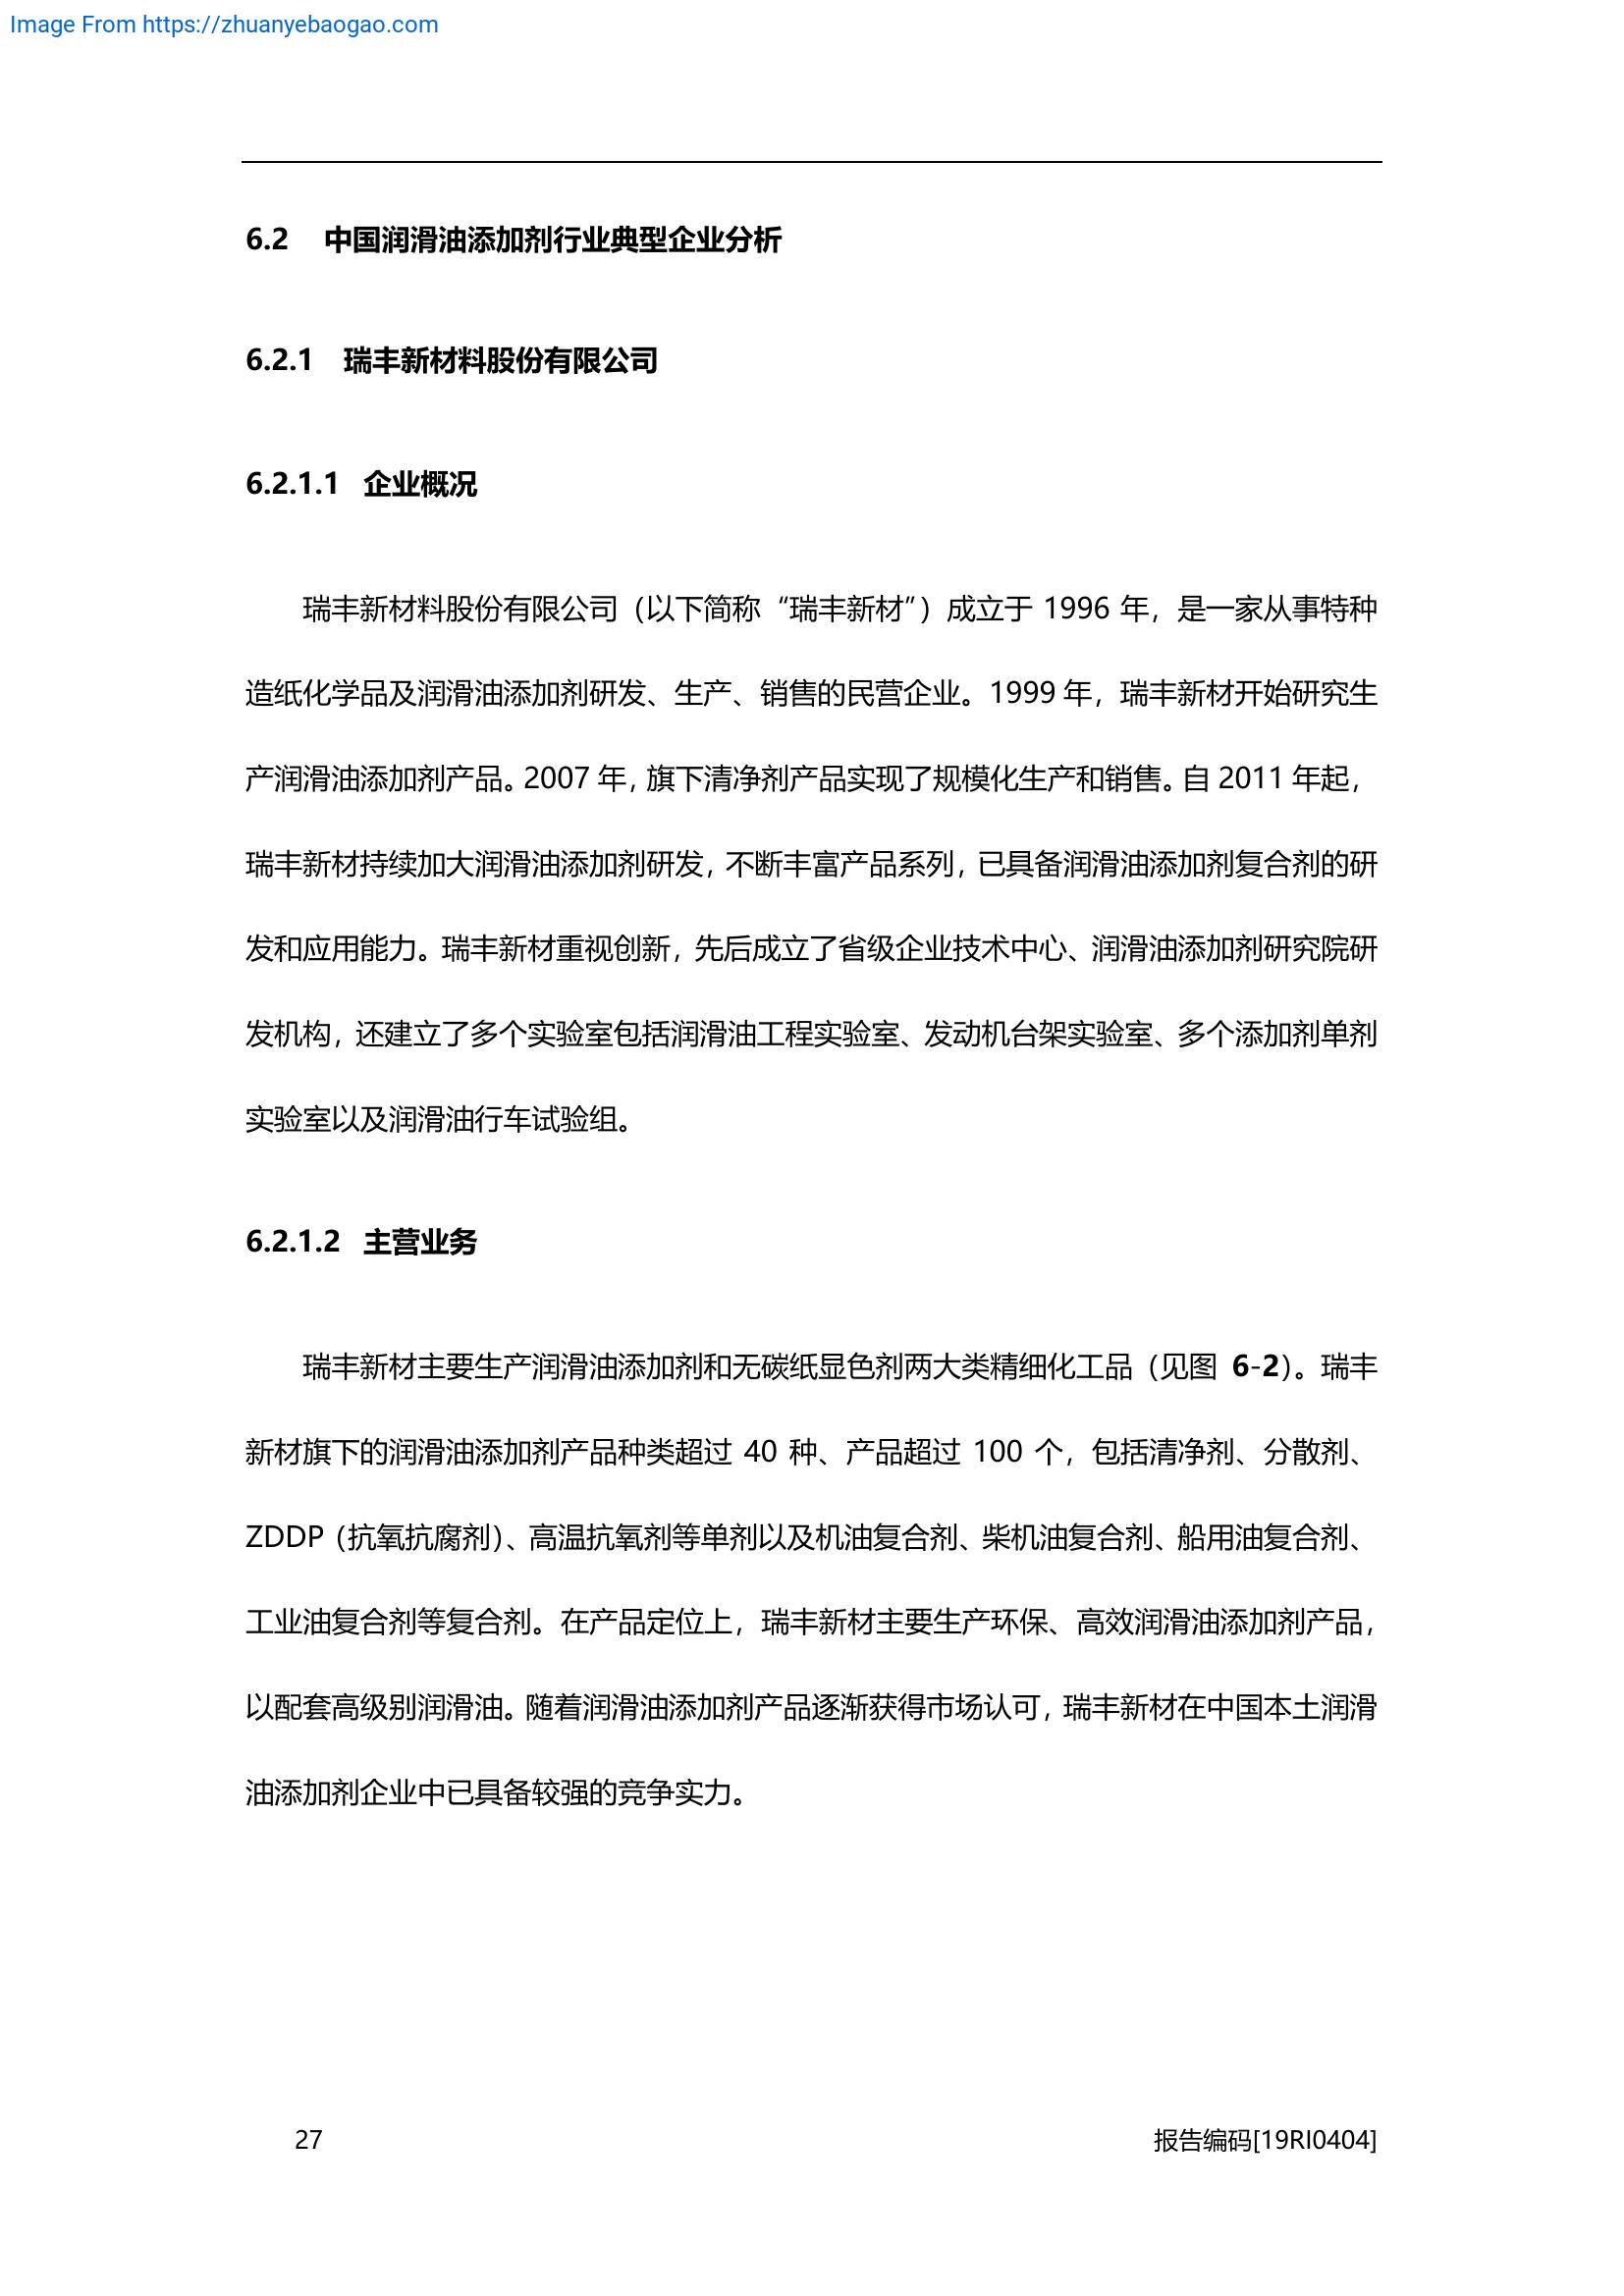 Image From https://zhuanyebaogao.com
6.2 中国润滑油添加剂行业典型企业分析
6.2.1 瑞丰新材料股份有限公司
6.2.1.1 企业概况
瑞丰新材料股份有限公司（以下简称“瑞丰新材”）成立于 1996 年，是一家从事特种
造纸化学品及润滑油添加剂研发、生产、销售的民营企业。1999 年，瑞丰新材开始研究生
产润滑油添加剂产品。2007 年，旗下清净剂产品实现了规模化生产和销售。自 2011 年起，
瑞丰新材持续加大润滑油添加剂研发，不断丰富产品系列，已具备润滑油添加剂复合剂的研
发和应用能力。瑞丰新材重视创新，先后成立了省级企业技术中心、润滑油添加剂研究院研
发机构，还建立了多个实验室包括润滑油工程实验室、发动机台架实验室、多个添加剂单剂
实验室以及润滑油行车试验组。
6.2.1.2 主营业务
瑞丰新材主要生产润滑油添加剂和无碳纸显色剂两大类精细化工品（见图 6-2）。瑞丰
新材旗下的润滑油添加剂产品种类超过 40 种、产品超过 100 个，包括清净剂、分散剂、
ZDDP（抗氧抗腐剂）、高温抗氧剂等单剂以及机油复合剂、柴机油复合剂、船用油复合剂、
工业油复合剂等复合剂。在产品定位上，瑞丰新材主要生产环保、高效润滑油添加剂产品，
以配套高级别润滑油。随着润滑油添加剂产品逐渐获得市场认可，瑞丰新材在中国本土润滑
油添加剂企业中已具备较强的竞争实力。
27 报告编码[19RI0404]